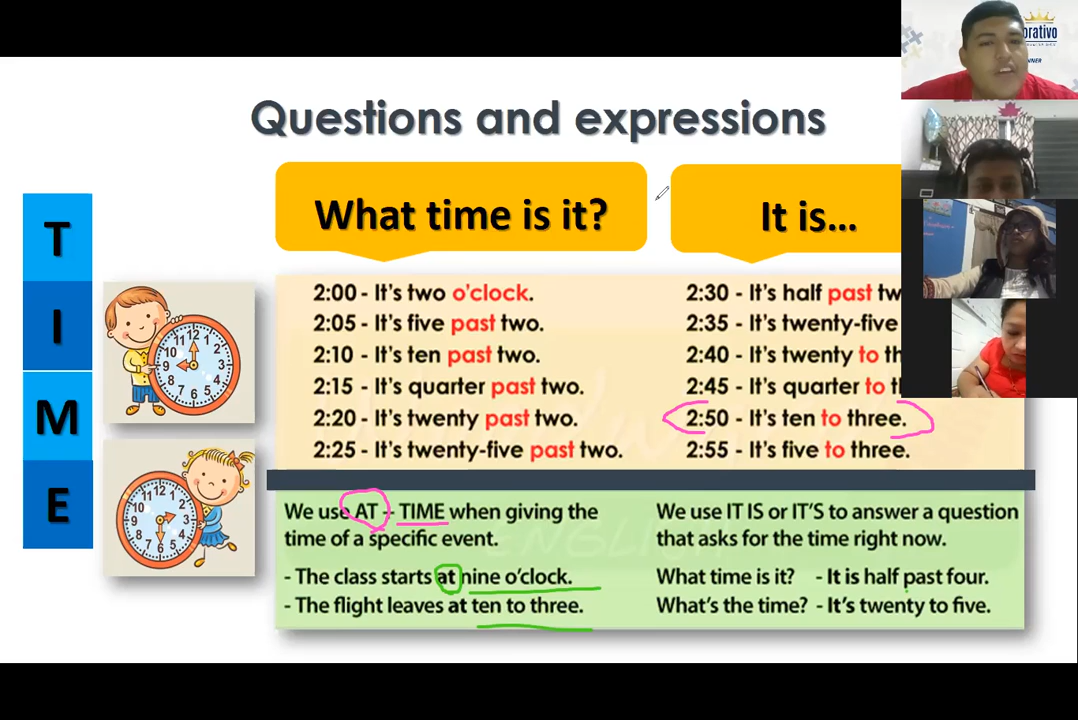 orativo
NNER
Questions and expressions
T
I
M
E
What time is it?
It is...
2:00 - It's two o'clock.
2:05 - It's five past two.
2:10 - It's ten past two.
2:15 - It's quarter past two.
2:20 - It's twenty past two.
2:25 - It's twenty-five past two.
2:30 - It's half past tw
2:35 - It's twenty-five
2:40 - It's twenty to th
2:45 - It's quarter to t
2:50 - It's ten to three.
2:55 - It's five to three.
We use AT - TIME when giving the
time of a specific event.
- The class starts at nine o'clock.
- The flight leaves at ten to three.
We use IT IS or IT'S to answer a question
that asks for the time right now.
What time is it? - It is half past four.
What's the time? - It's twenty to five.